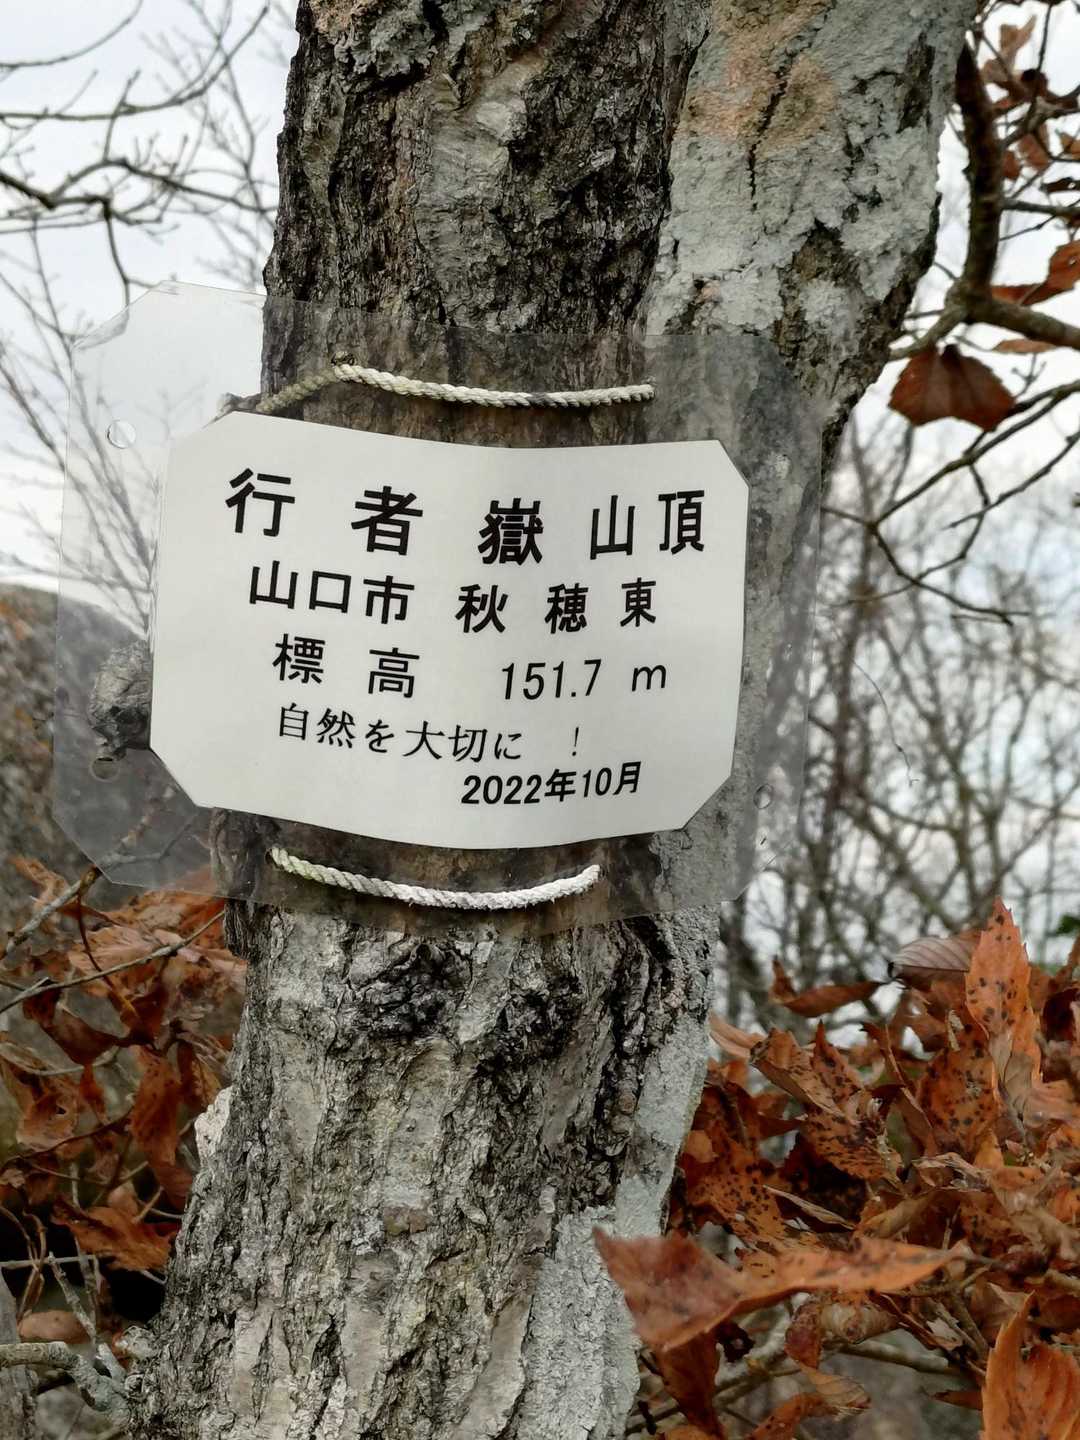 行者嶽山頂
山口市秋穂東
標高 151.7 m
自然を大切に !
2022年10月